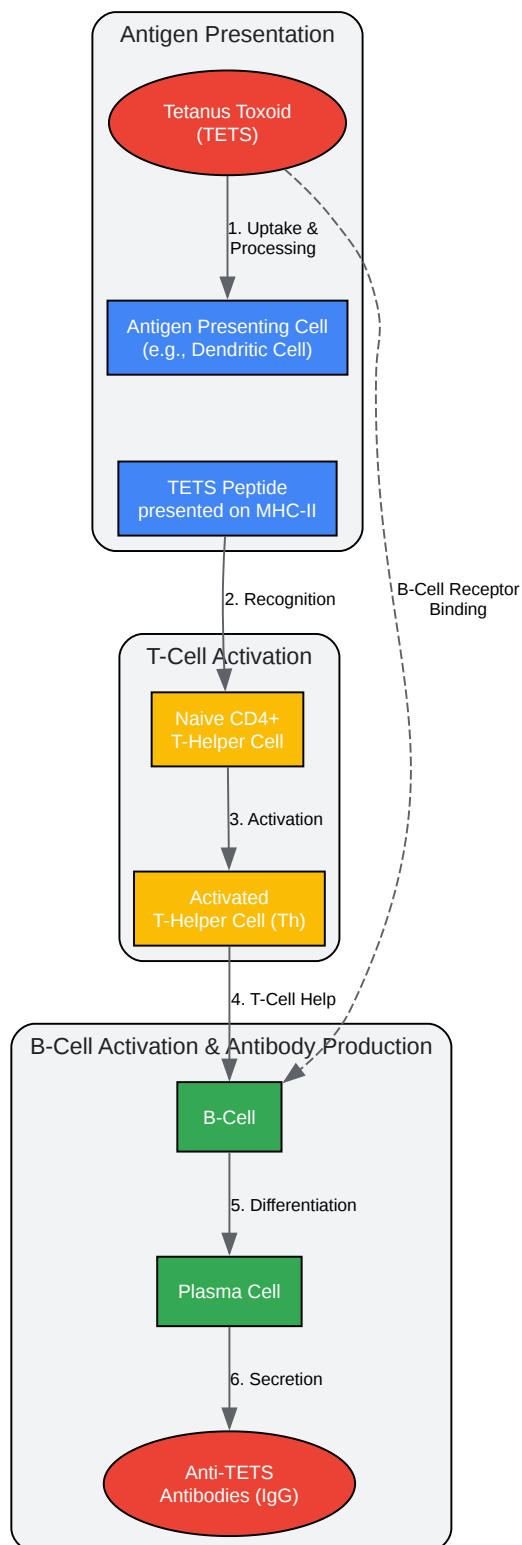 Antigen Presentation
Tetanus Toxoid
(TETS)
1. Uptake &
Processing
Antigen Presenting Cell
(e.g., Dendritic Cell)
TETS Peptide
presented on MHC-II
B-Cell Receptor
Binding
2. Recognition
T-Cell Activation
Naive CD4+
T-Helper Cell
3. Activation
Activated
T-Helper Cell (Th)
4. T-Cell Help
B-Cell Activation & Antibody Production
B-Cell
5. Differentiation
Plasma Cell
6. Secretion
Anti-TETS
Antibodies (IgG)